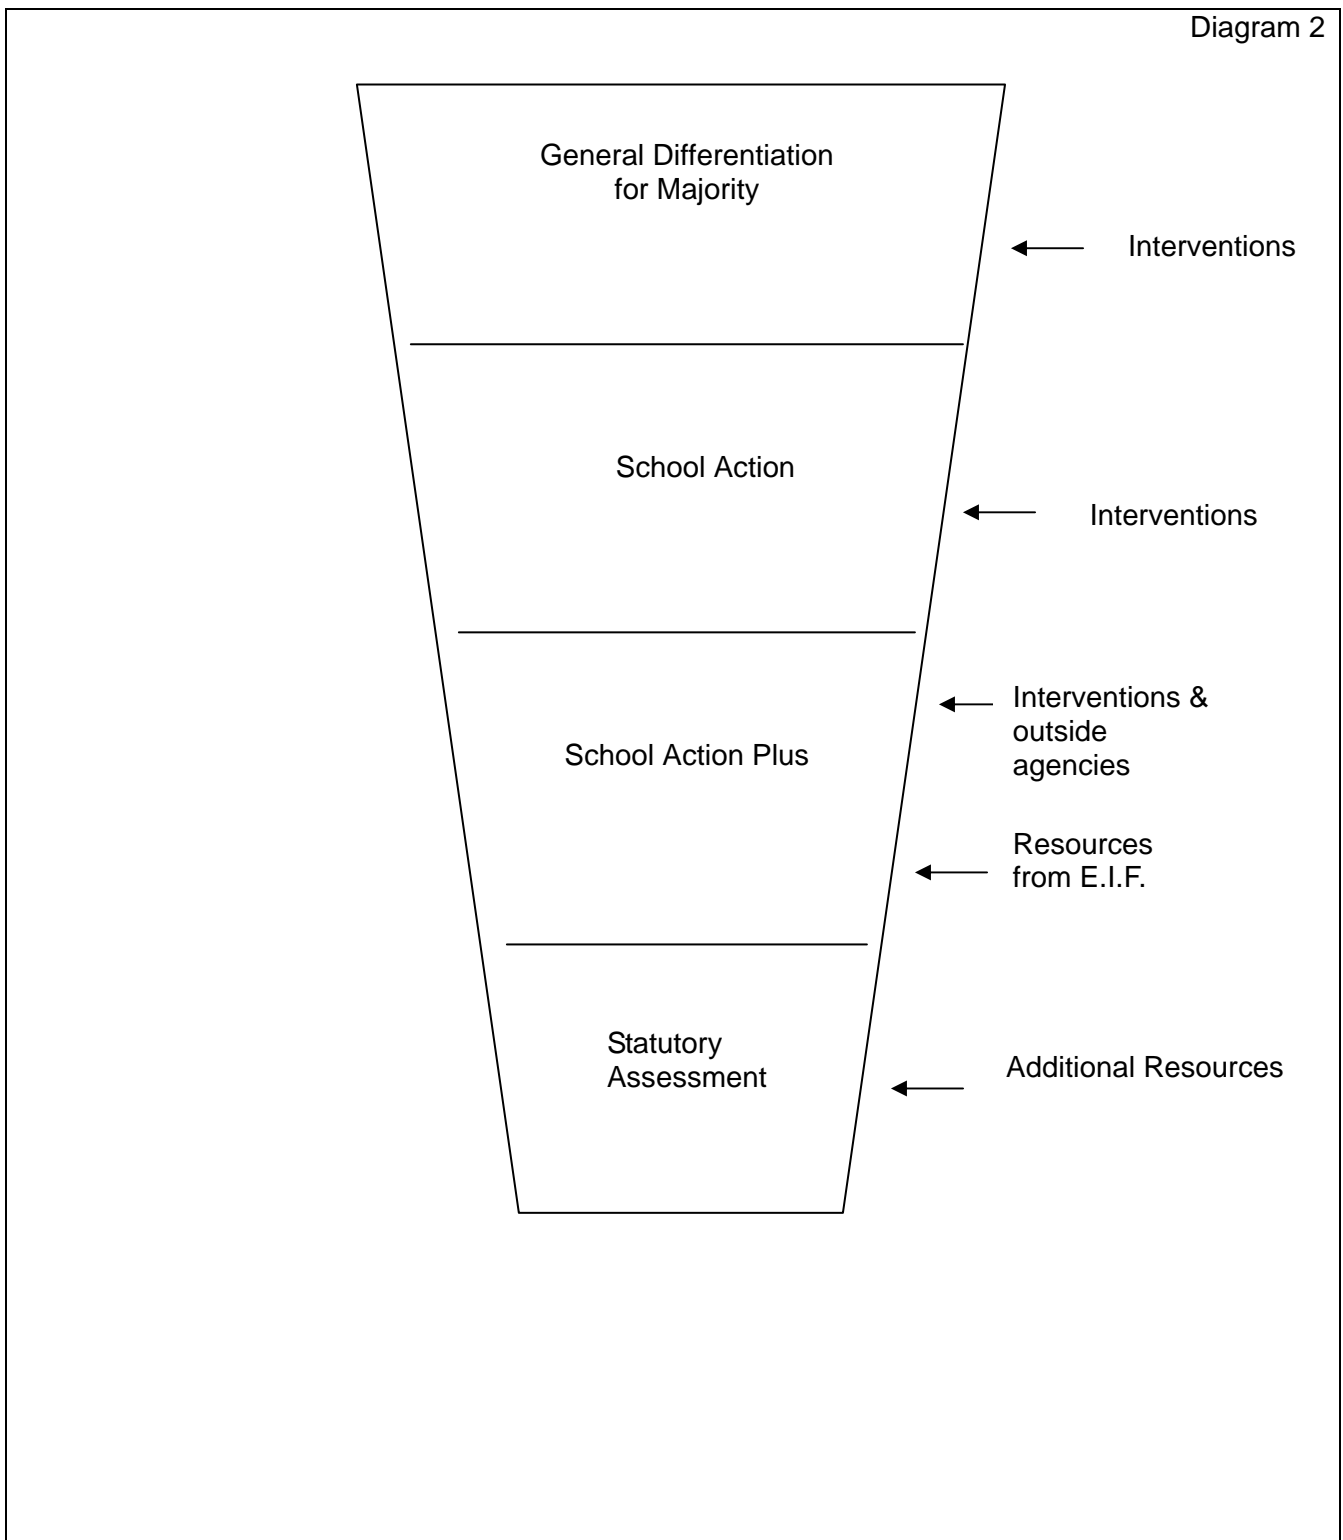 Diagram 2
General Differentiation
for Majority
Interventions
School Action
Interventions
Interventions &
outside
agencies
School Action Plus
Resources
from E.I.F.
Statutory
Assessment
Additional Resources